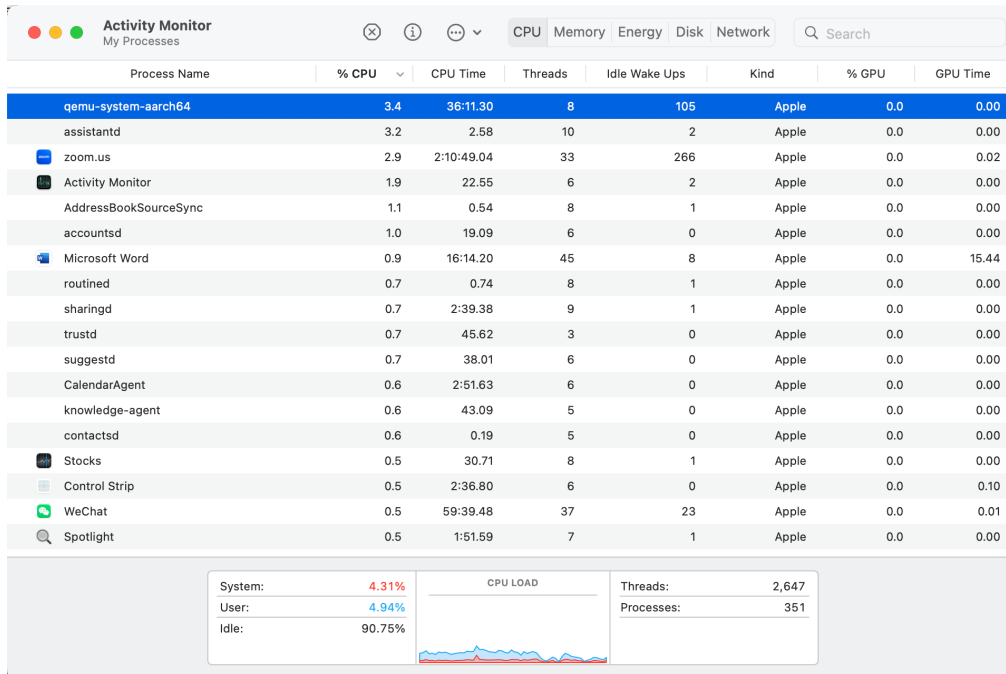 Activity Monitor
My Processes
CPU Memory Energy Disk Network Search
Process Name % CPU CPU Time Threads Idle Wake Ups Kind % GPU GPU Time
qemu-system-aarch64 3.4 36:11.30 8 105 Apple 0.0 0.00
assistantd 3.2 2.58 10 2 Apple 0.0 0.00
zoom.us 2.9 2:10:49.04 33 266 Apple 0.0 0.02
Activity Monitor 1.9 22.55 6 2 Apple 0.0 0.00
AddressBookSourceSync 1.1 0.54 8 1 Apple 0.0 0.00
accountsd 1.0 19.09 6 0 Apple 0.0 0.00
Microsoft Word 0.9 16:14.20 45 8 Apple 0.0 15.44
routined 0.7 0.74 8 1 Apple 0.0 0.00
sharingd 0.7 2:39.38 9 1 Apple 0.0 0.00
trustd 0.7 45.62 3 0 Apple 0.0 0.00
suggestd 0.7 38.01 6 0 Apple 0.0 0.00
CalendarAgent 0.6 2:51.63 6 0 Apple 0.0 0.00
knowledge-agent 0.6 43.09 5 0 Apple 0.0 0.00
contactsd 0.6 0.19 5 0 Apple 0.0 0.00
Stocks 0.5 30.71 8 1 Apple 0.0 0.00
Control Strip 0.5 2:36.80 6 0 Apple 0.0 0.10
WeChat 0.5 59:39.48 37 23 Apple 0.0 0.01
Spotlight 0.5 1:51.59 7 1 Apple 0.0 0.00
System: 4.31% CPU LOAD Threads: 2,647
User: 4.94% Processes: 351
Idle: 90.75%